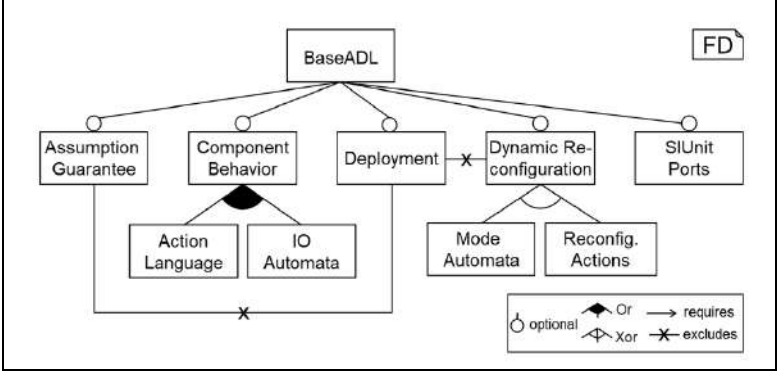 FD
BaseADL
Assumption
Guarantee
Component
Behavior
Deployment
X
Dynamic Re-
configuration
SIUnit
Ports
Action
Language
IO
Automata
Mode
Automata
Reconfig.
Actions
X
optional
Or
requires
Xor
X
excludes